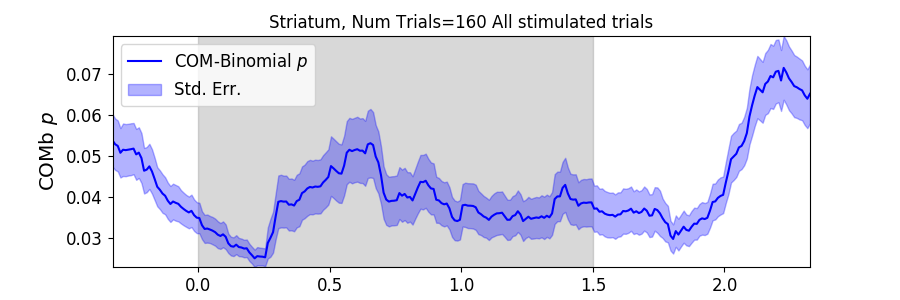 Striatum, Num Trials=160 All stimulated trials
COM-Binomial p
Std. Err.
COMb p
0.07
0.06
0.05
0.04
0.03
0.0 0.5 1.0 1.5 2.0